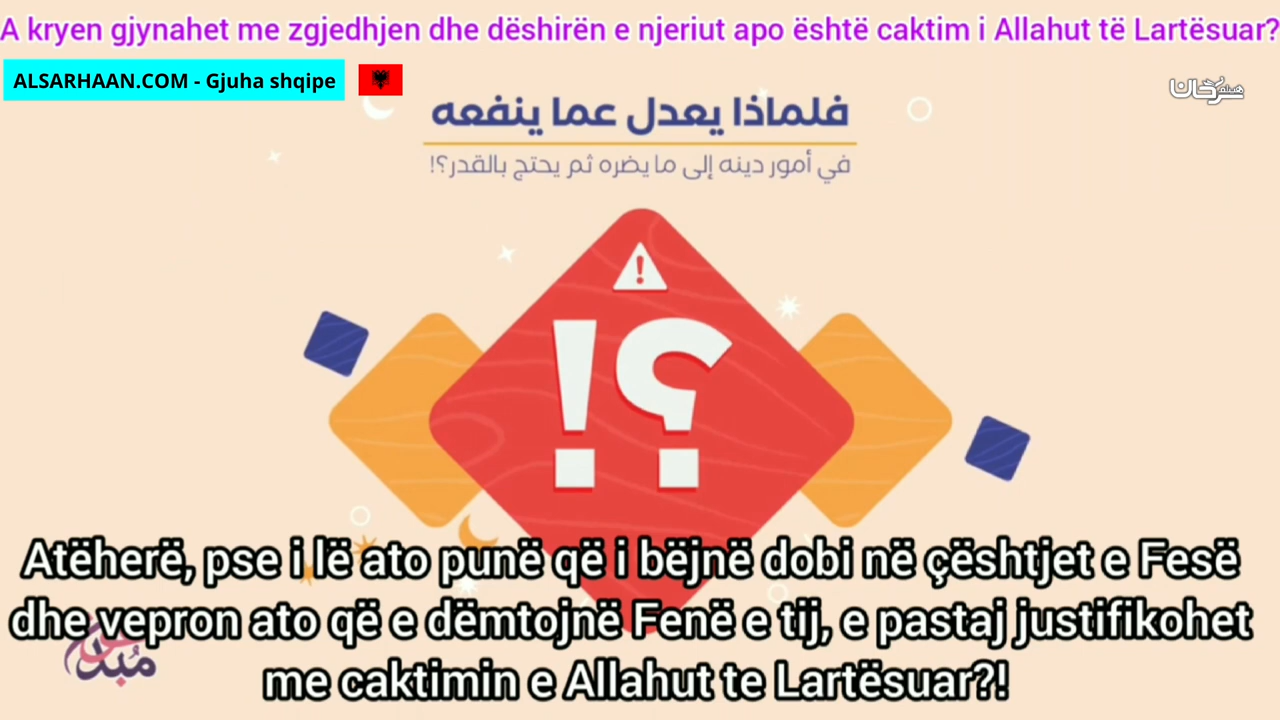 A kryen gjynahet me zgjedhjen dhe dëshirën e njeriut apo është caktim i Allahut të Lartësuar?
ALSARHAAN.COM - Gjuha shqipe
سرحان
فلماذا يعدل عما ينفعه
في أمور دينه إلى ما يضره ثم يحتج بالقدر؟!
!؟
Atëherë, pse i lë ato punë që i bëjnë dobi në çështjet e Fesë
dhe vepron ato që e dëmtojnë Fenë e tij, e pastaj justifikohet
me caktimin e Allahut te Lartësuar?!